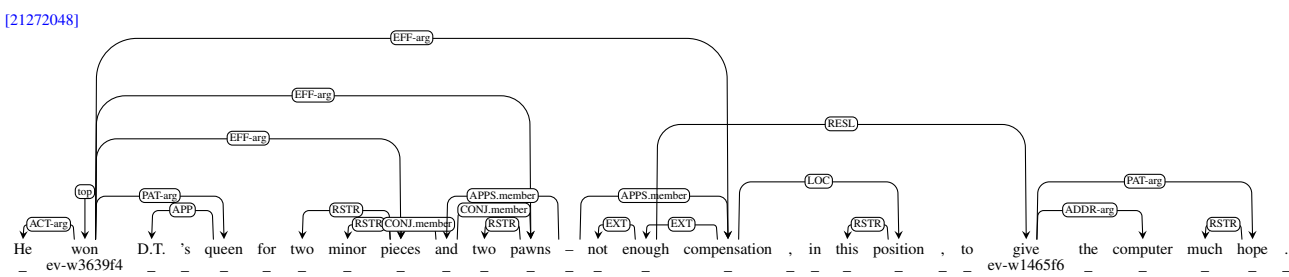 [21272048]
EFF-arg
EFF-arg
RESL
EFF-arg
LOC
top PAT-arg APPS.member APPS.member PAT-arg
APP RSTR CONJ.member ADDR-arg
ACT-arg RSTR CONJ.member RSTR EXT EXT RSTR RSTR
He won D.T. 's queen for two minor pieces and two pawns – not enough compensation , in this position , to give the computer much hope .
_ ev-w3639f4 _ _ _ _ _ _ _ _ _ _ _ _ _ _ _ _ _ _ _ _ ev-w1465f6 _ _ _ _ _